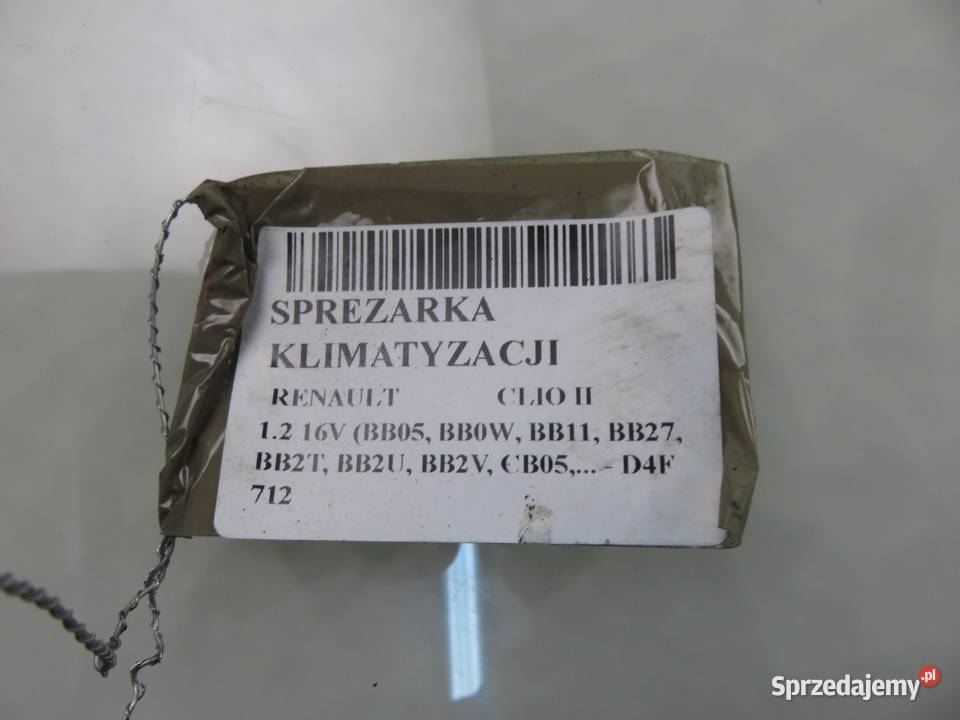 SPREZARKA
KLIMATYZACJI
RENAULT CLIO II
1.2 16V (BB05, BB0W, BB11, BB27,
BB2T, BB2U, BB2V, CB05,... - D4F
712
Sprzedajemy.pl